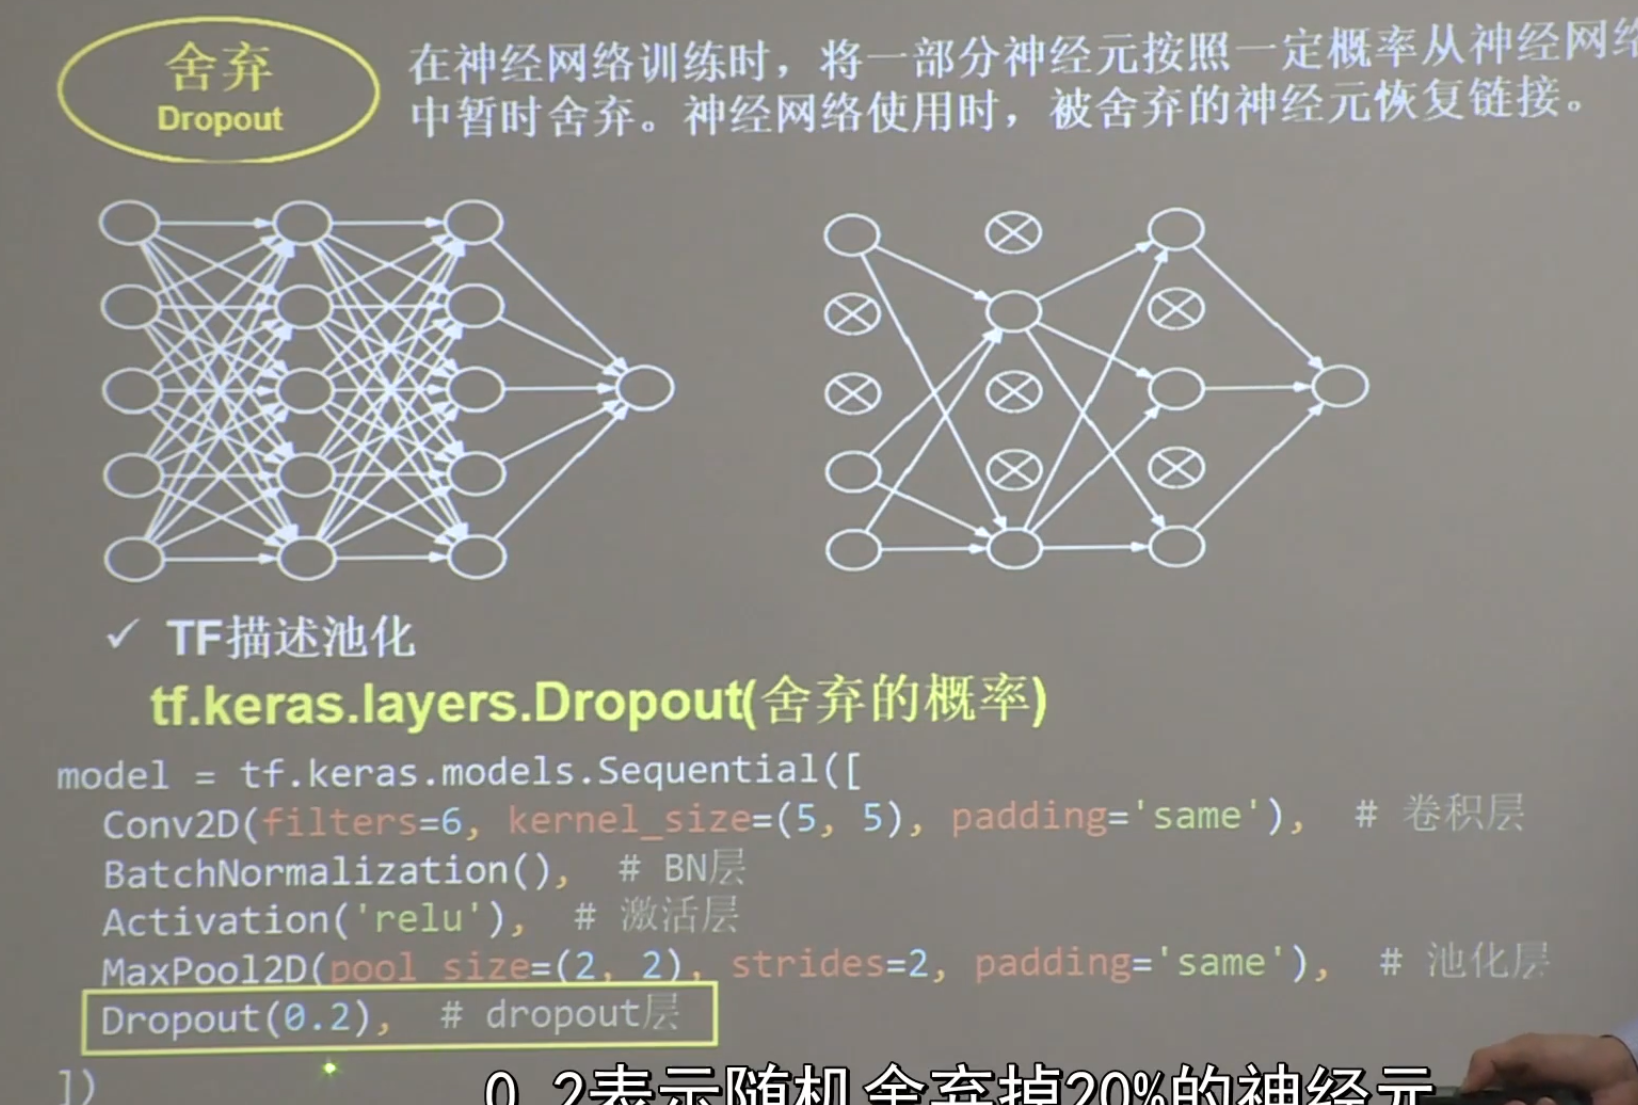 舍弃
Dropout
在神经网络训练时，将一部分神经元按照一定概率从神经网络
中暂时舍弃。神经网络使用时，被舍弃的神经元恢复链接。
✓ TF描述池化
tf.keras.layers.Dropout(舍弃的概率)
model = tf.keras.models.Sequential([
Conv2D(filters=6, kernel_size=(5, 5), padding='same'), # 卷积层
BatchNormalization(), # BN层
Activation('relu'), # 激活层
MaxPool2D(pool_size=(2, 2), strides=2, padding='same'), # 池化层
Dropout(0.2), # dropout层
])
0.2表示随机舍弃掉20%的神经元